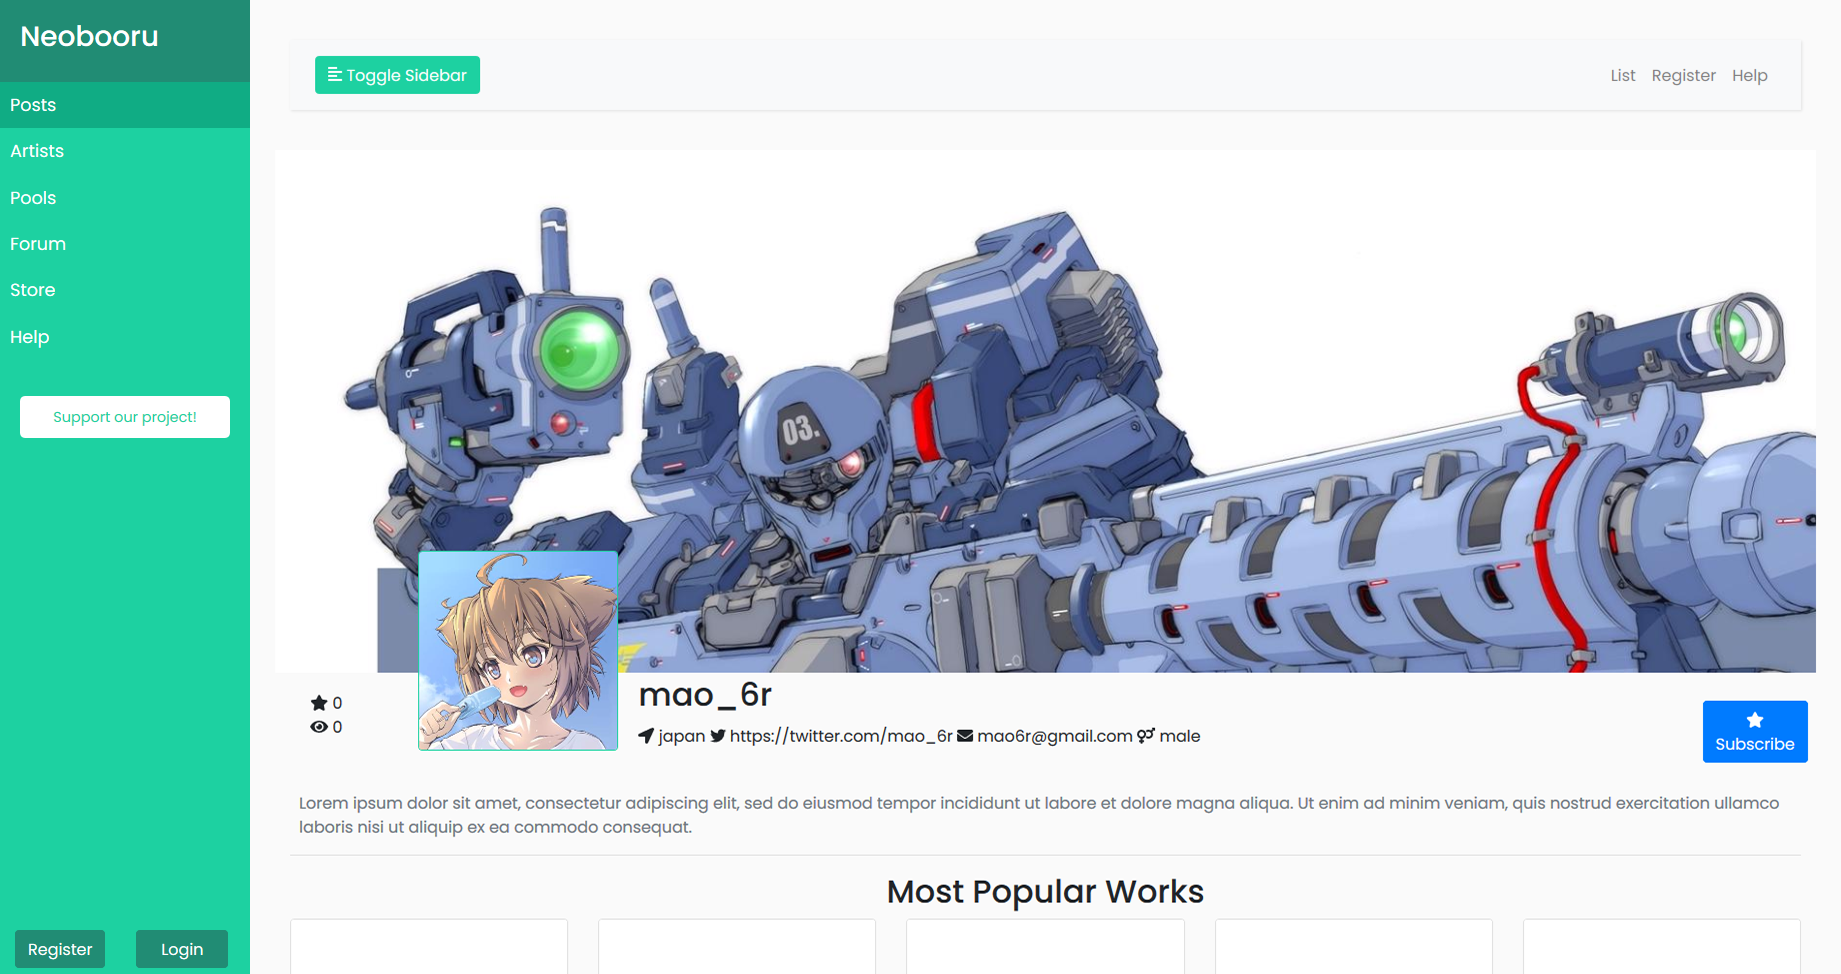 Neobooru
Posts
Artists
Pools
Forum
Store
Help
Support our project!
Register Login
Toggle Sidebar
List Register Help
03.
mao_6r
0
0
japan https://twitter.com/mao_6r mao6r@gmail.com male
Subscribe
Lorem ipsum dolor sit amet, consectetur adipiscing elit, sed do eiusmod tempor incididunt ut labore et dolore magna aliqua. Ut enim ad minim veniam, quis nostrud exercitation ullamco
laboris nisi ut aliquip ex ea commodo consequat.
Most Popular Works